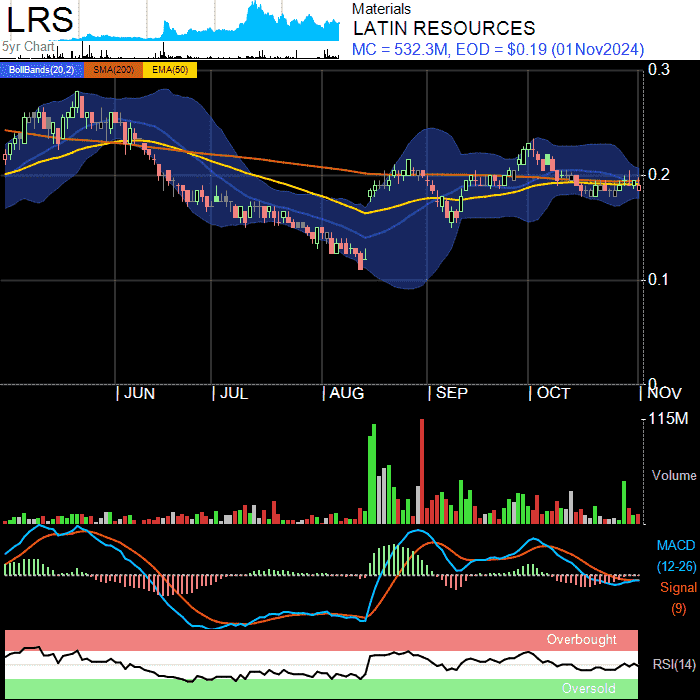 LRS
5yr Chart
Materials
LATIN RESOURCES
MC = 532.3M, EOD = $0.19 (01Nov2024)
BollBands(20,2) SMA(200) EMA(50)
0.3
0.2
0.1
0
JUN JUL AUG SEP OCT NOV
115M
Volume
MACD
(12-26)
Signal
(9)
Overbought
RSI(14)
Oversold